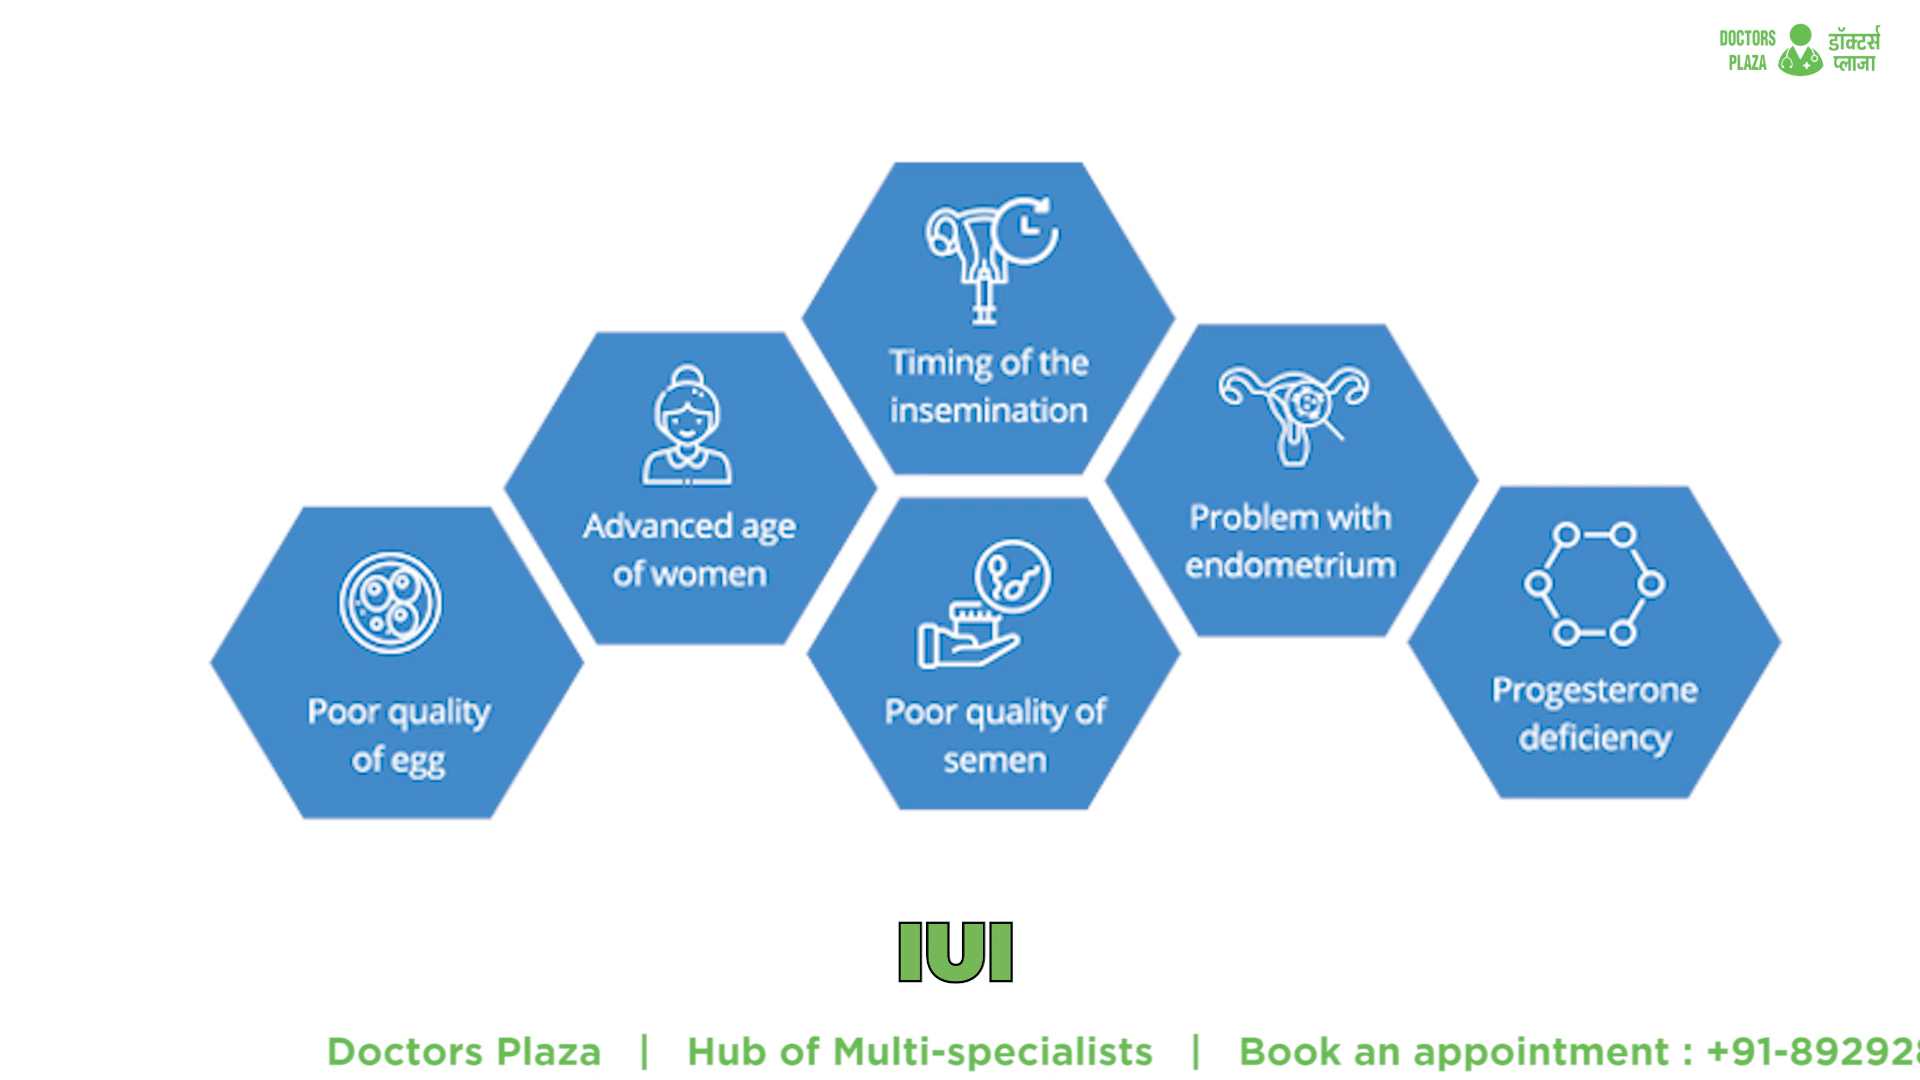 DOCTORS
PLAZA
डॉक्टर्स
प्लाजा
Timing of the
insemination
Advanced age
of women
Problem with
endometrium
Poor quality
of egg
Poor quality of
semen
Progesterone
deficiency
IUI
Doctors Plaza | Hub of Multi-specialists | Book an appointment : +91-89292